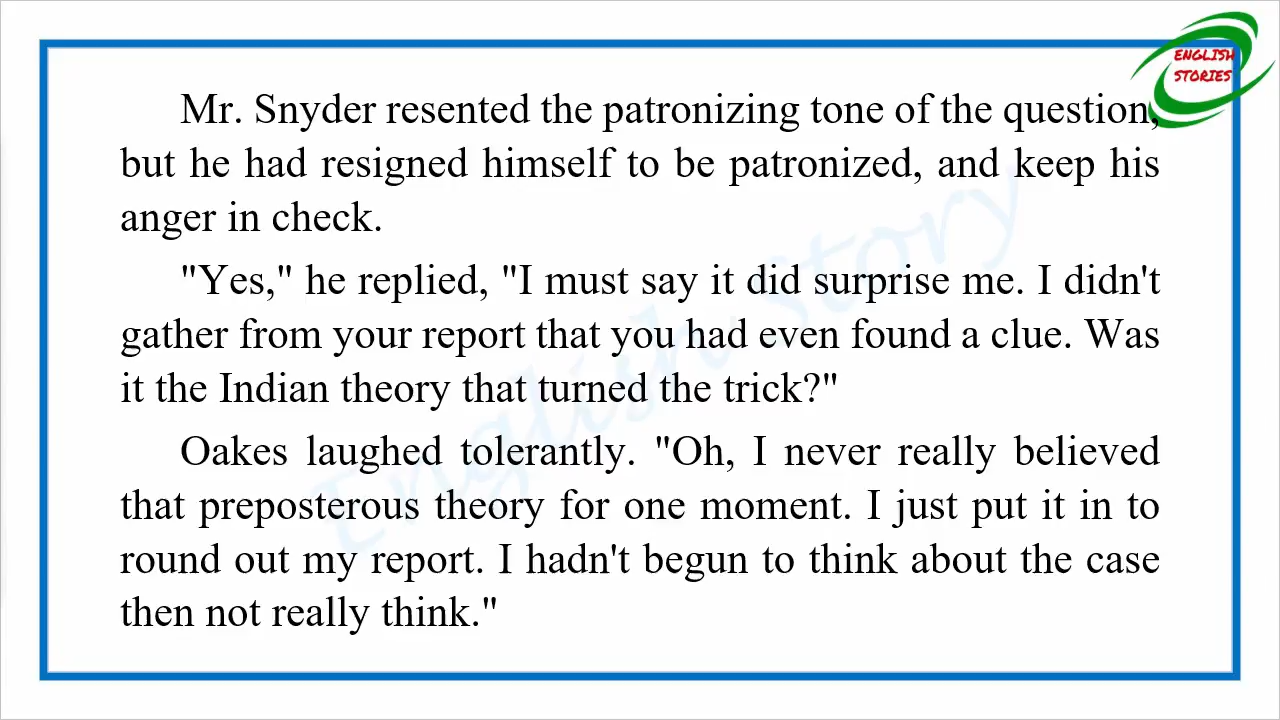 ENGLISH
STORIES
Mr. Snyder resented the patronizing tone of the question,
but he had resigned himself to be patronized, and keep his
anger in check.
"Yes," he replied, "I must say it did surprise me. I didn't
gather from your report that you had even found a clue. Was
it the Indian theory that turned the trick?"
Oakes laughed tolerantly. "Oh, I never really believed
that preposterous theory for one moment. I just put it in to
round out my report. I hadn't begun to think about the case
then not really think."
English Story